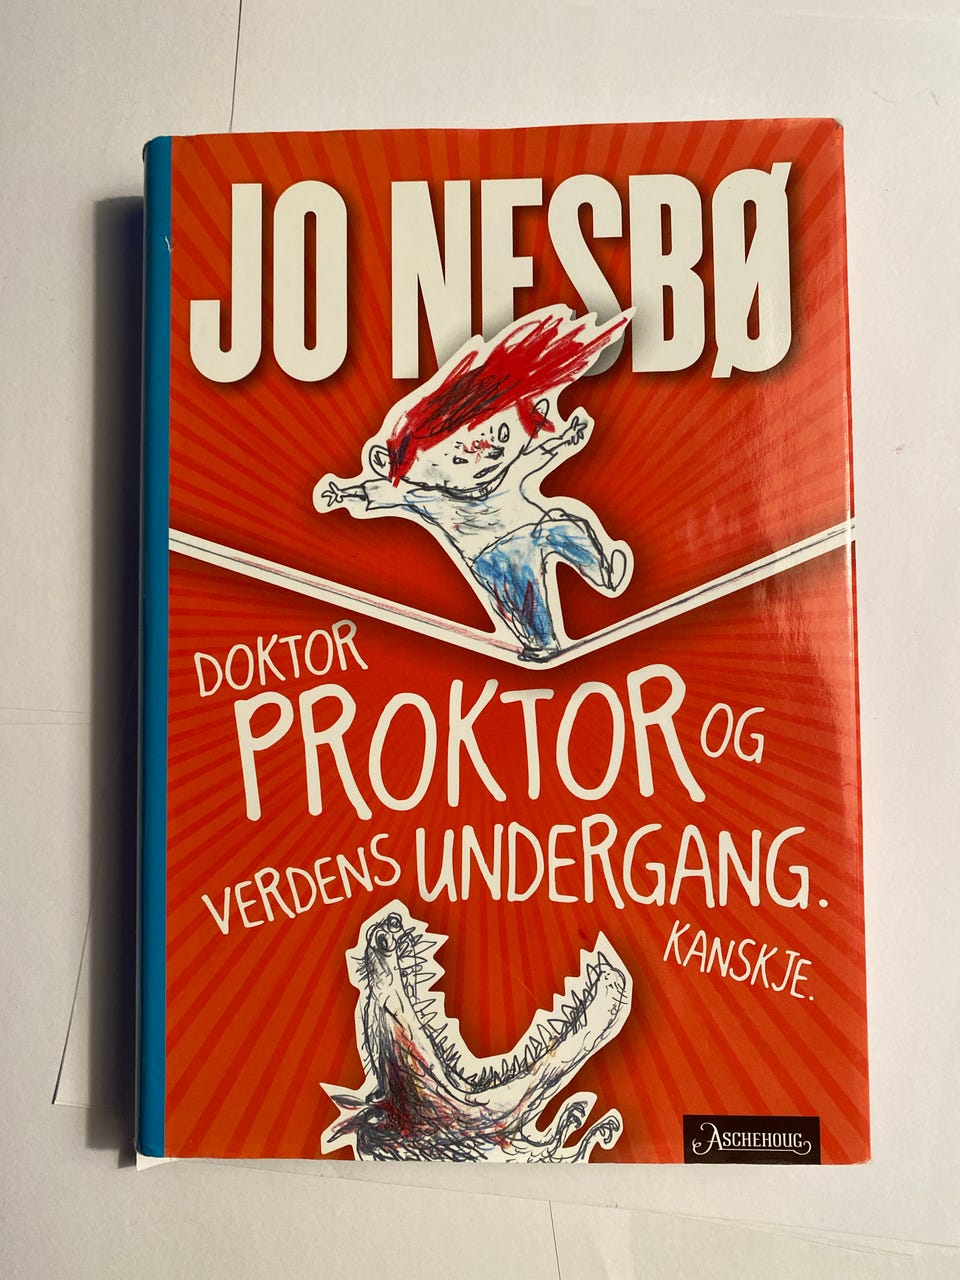 JO NESBØ
DOKTOR
PROKTOR OG
VERDENS UNDERGANG.
KANSKJE.
ASCHEHOUG